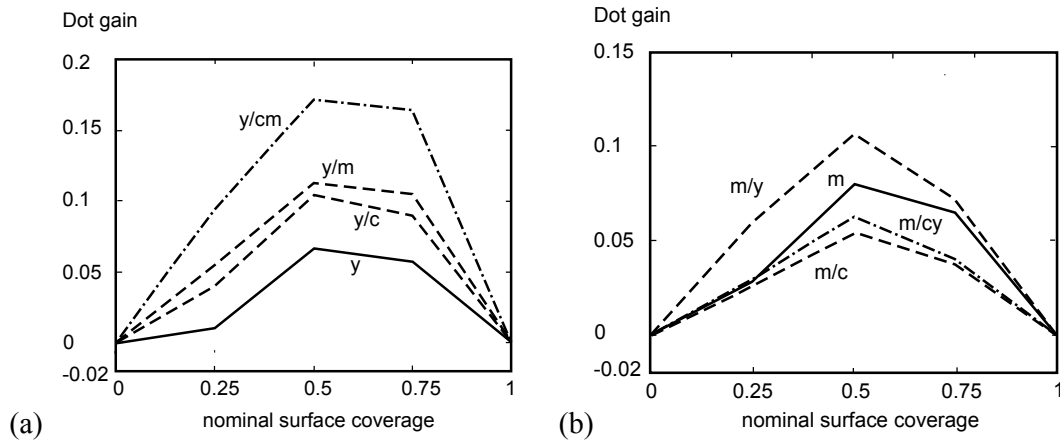 Dot gain
0.2
0.15
0.1
0.05
0
-0.02
y/cm
y/m
y/c
y
0 0.25 0.5 0.75 1
nominal surface coverage
(a)
Dot gain
0.15
0.1
0.05
0
-0.02
m/y
m
m/cy
m/c
0 0.25 0.5 0.75 1
nominal surface coverage
(b)